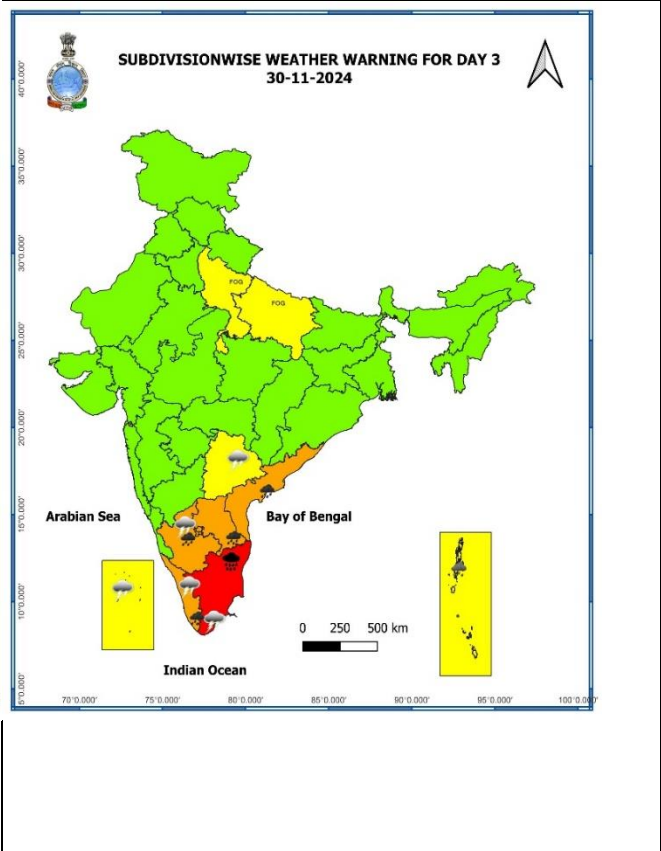 SUBDIVISIONWISE WEATHER WARNING FOR DAY 3
30-11-2024
40°0.000'
35°0.000'
30°0.000'
FOG
FOG
25°0.000'
20°0.000'
Arabian Sea
Bay of Bengal
15°0.000'
10°0.000'
0 250 500 km
Indian Ocean
5°0.000'
70°0.000' 75°0.000' 80°0.000' 85°0.000' 90°0.000' 95°0.000' 100°0.000'